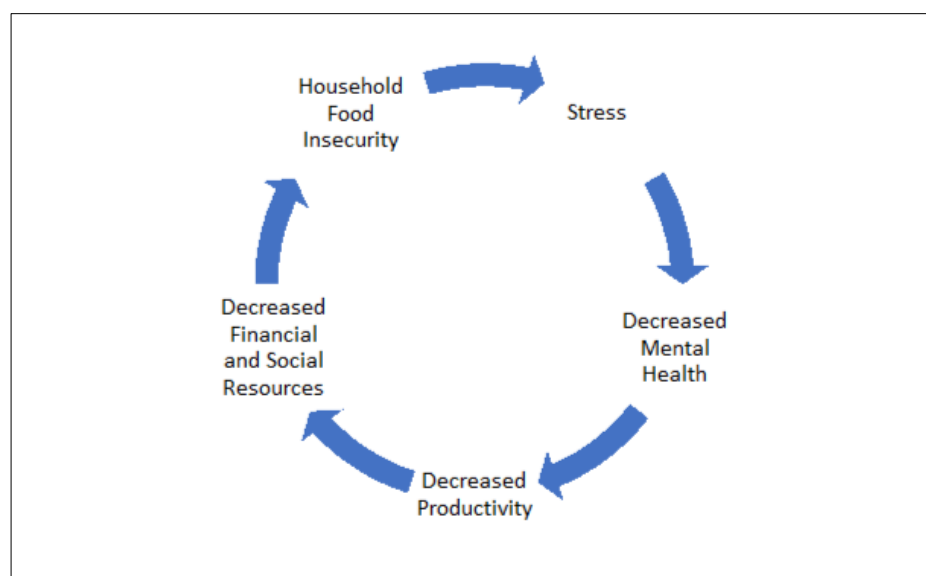 Household
Food
Insecurity
Stress
Decreased
Mental
Health
Decreased
Productivity
Decreased
Financial
and Social
Resources